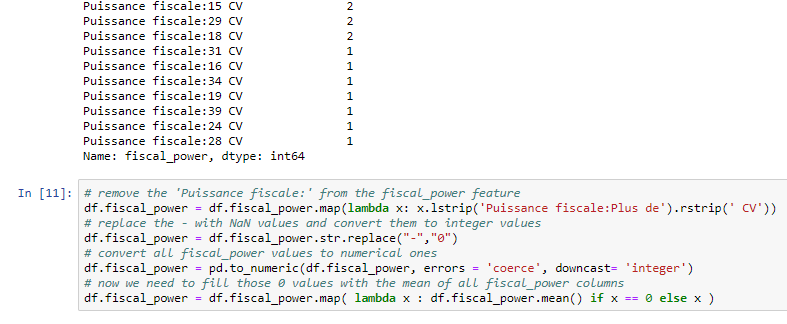 Puissance fiscale:15 CV 2
Puissance fiscale:29 CV 2
Puissance fiscale:18 CV 2
Puissance fiscale:31 CV 1
Puissance fiscale:16 CV 1
Puissance fiscale:34 CV 1
Puissance fiscale:19 CV 1
Puissance fiscale:39 CV 1
Puissance fiscale:24 CV 1
Puissance fiscale:28 CV 1
Name: fiscal_power, dtype: int64
In [11]: # remove the 'Puissance fiscale:' from the fiscal_power feature
df.fiscal_power = df.fiscal_power.map(lambda x: x.lstrip('Puissance fiscale:Plus de').rstrip(' CV'))
# replace the - with NaN values and convert them to integer values
df.fiscal_power = df.fiscal_power.str.replace("-","0")
# convert all fiscal_power values to numerical ones
df.fiscal_power = pd.to_numeric(df.fiscal_power, errors = 'coerce', downcast= 'integer')
# now we need to fill those 0 values with the mean of all fiscal_power columns
df.fiscal_power = df.fiscal_power.map( lambda x : df.fiscal_power.mean() if x == 0 else x )